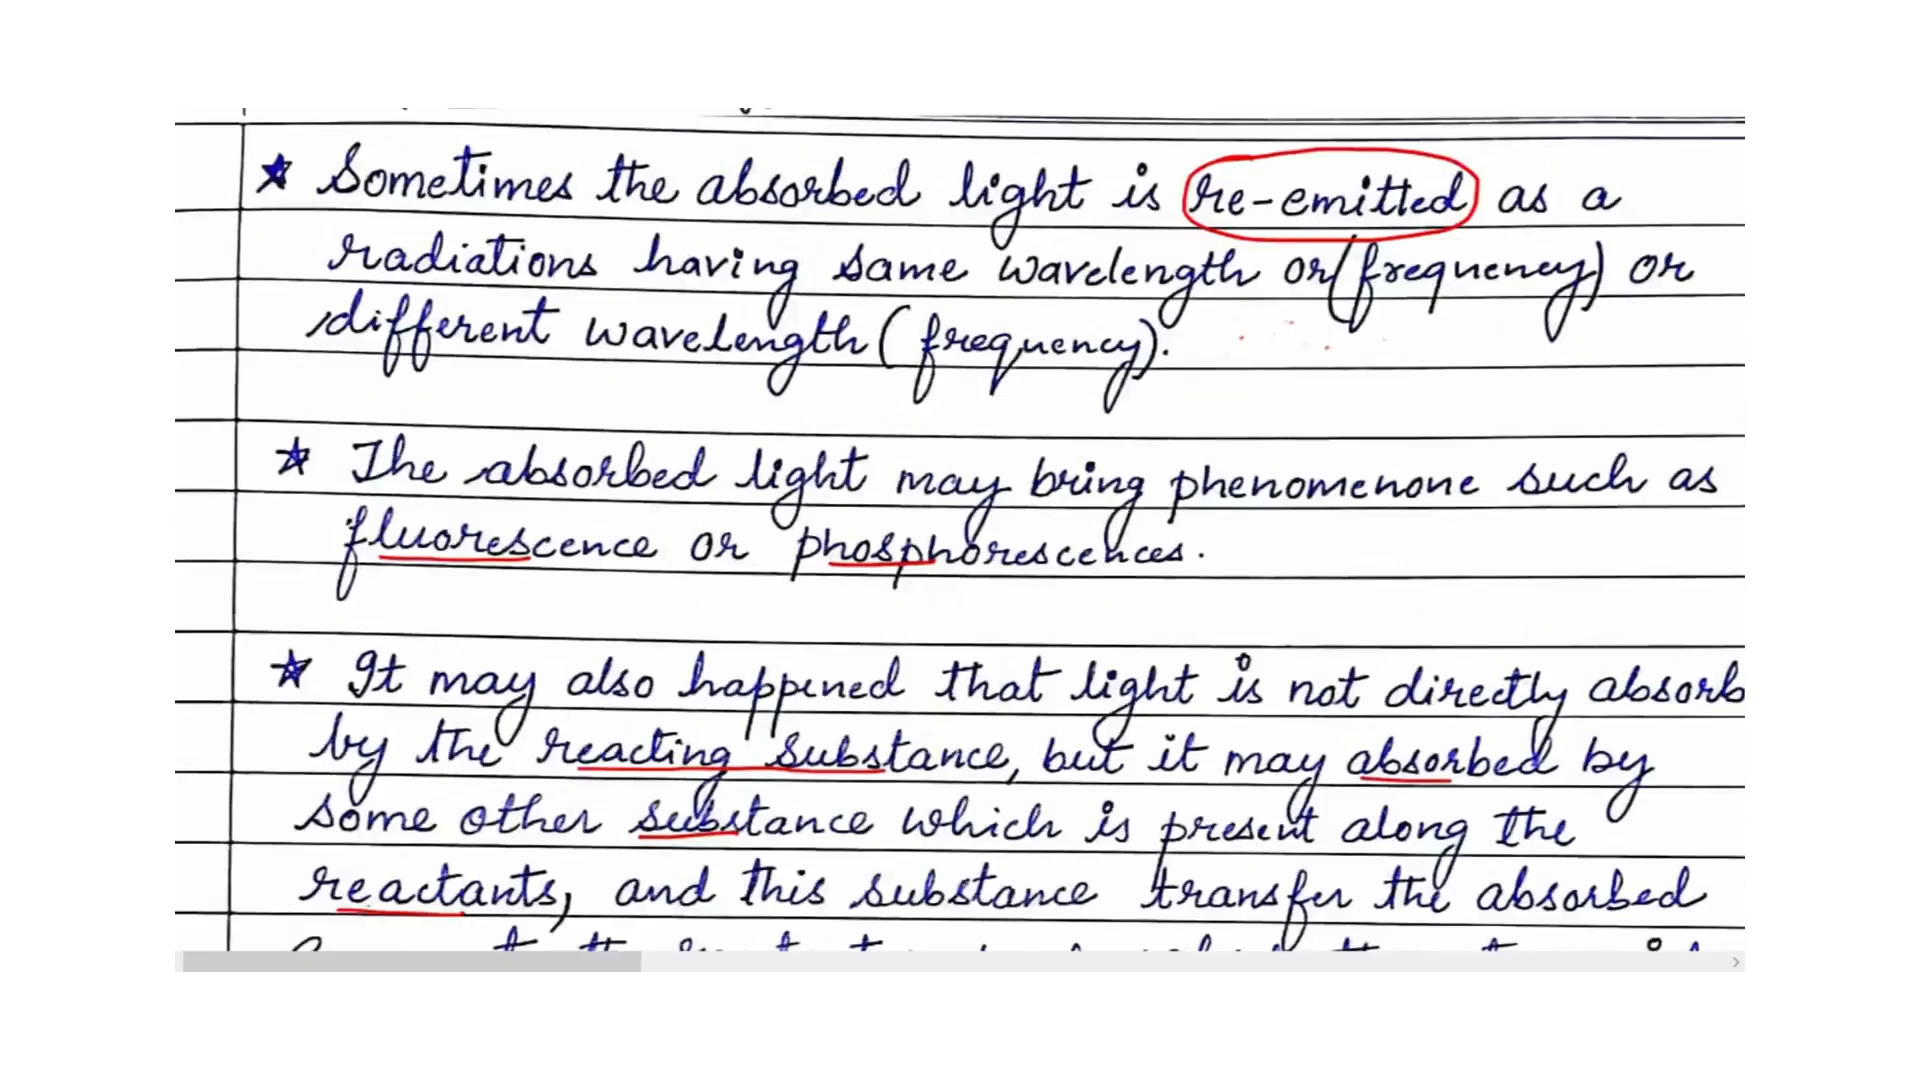 ★ Sometimes the absorbed light is re-emitted as a
radiations having same wavelength or (frequency) or
different wavelength (frequency).
★ The absorbed light may bring phenomenone such as
fluorescence or phosphorescences.
★ It may also happened that light is not directly absorb
by the reacting substance, but it may absorbed by
some other substance which is present along the
reactants, and this substance transfer the absorbed